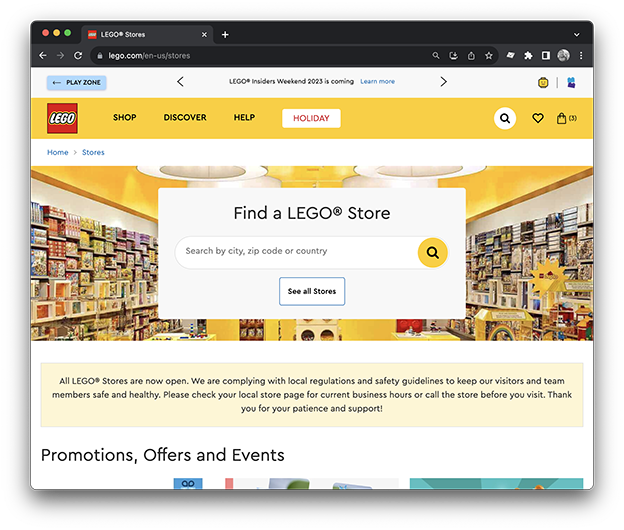 LEGO® Stores
lego.com/en-us/stores
PLAY ZONE
LEGO® Insiders Weekend 2023 is coming Learn more
LEGO
SHOP DISCOVER HELP HOLIDAY (3)
Home > Stores
Find a LEGO® Store
Search by city, zip code or country
See all Stores
All LEGO® Stores are now open. We are complying with local regulations and safety guidelines to keep our visitors and team
members safe and healthy. Please check your local store page for current business hours or call the store before you visit. Thank
you for your patience and support!
Promotions, Offers and Events